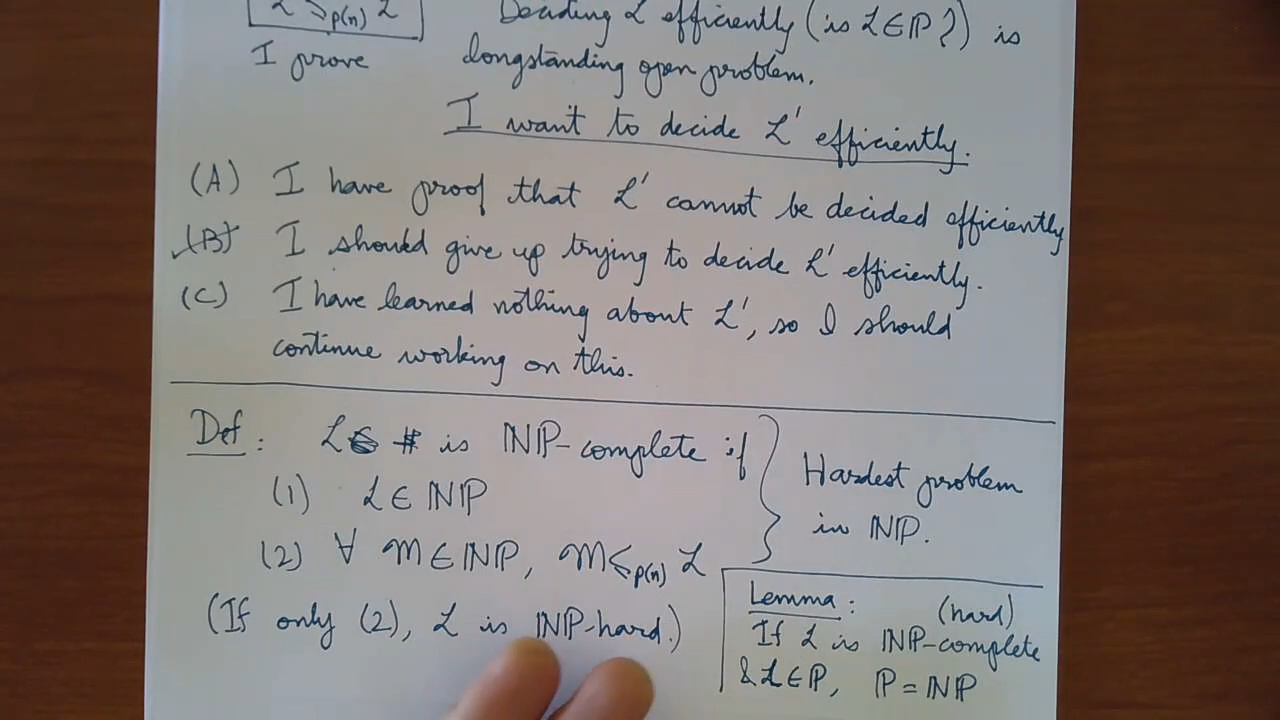 L ≤p(n) L
Deciding L efficiently (is L∈P?) is
I prove
longstanding open problem.
I want to decide L' efficiently.
(A) I have proof that L' cannot be decided efficiently
(B) I should give up trying to decide L' efficiently.
(C) I have learned nothing about L', so I should
continue working on this.
Def: L is NP-complete if
(1) L ∈ NP
(2) ∀ M ∈ NP, M ≤p(n) L
(If only (2), L is NP-hard.)
Hardest problem
in NP.
Lemma: (hard)
If L is NP-complete
& L∈P, P = NP